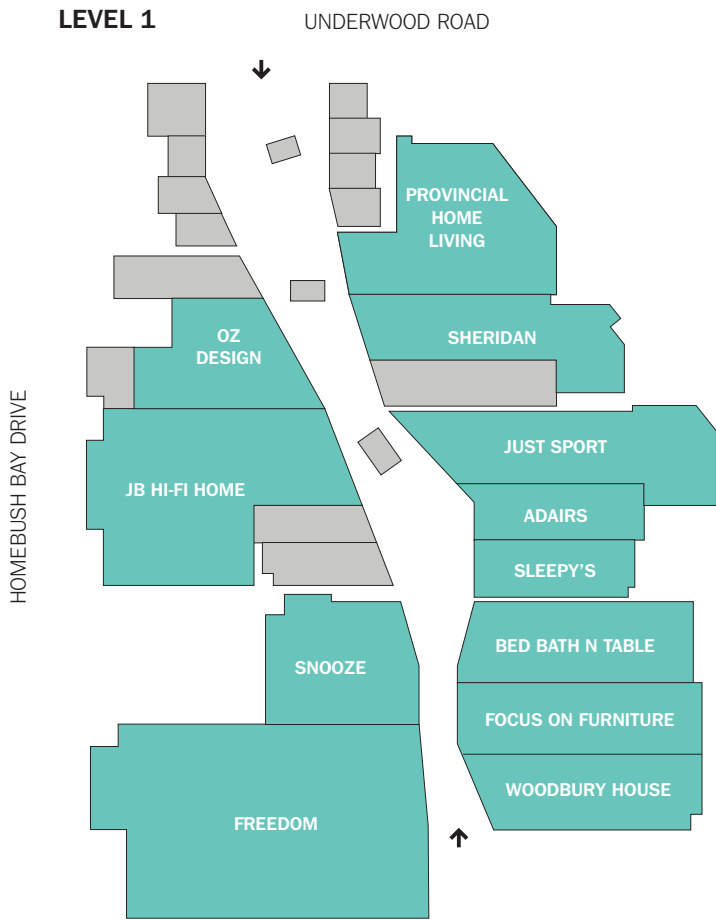 LEVEL 1
UNDERWOOD ROAD
PROVINCIAL
HOME
LIVING
OZ
DESIGN
SHERIDAN
HOMEBUSH BAY DRIVE
JUST SPORT
JB HI-FI HOME
ADAIRS
SLEEPY'S
SNOOZE
BED BATH N TABLE
FOCUS ON FURNITURE
WOODBURY HOUSE
FREEDOM